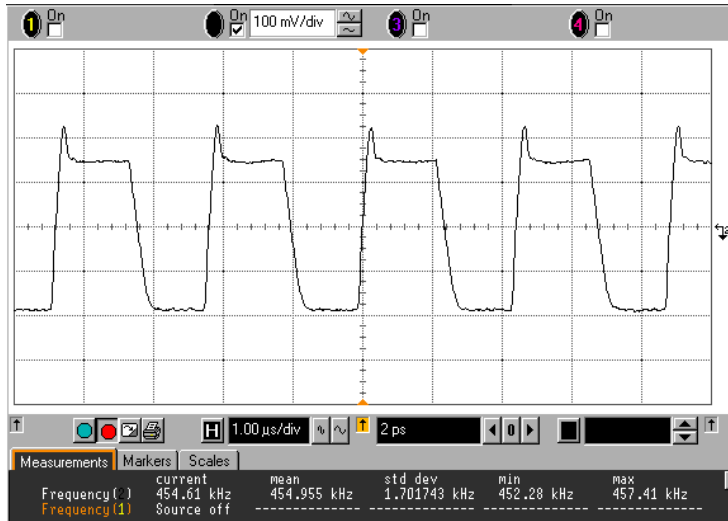 1 On On 100 mV/div 3 On 4 On
H 1.00 µs/div 2 ps 0
Measurements Markers Scales
current mean std dev min max
Frequency(2) 454.61 kHz 454.955 kHz 1.701743 kHz 452.28 kHz 457.41 kHz
Frequency(1) Source off -------------- -------------- -------------- --------------